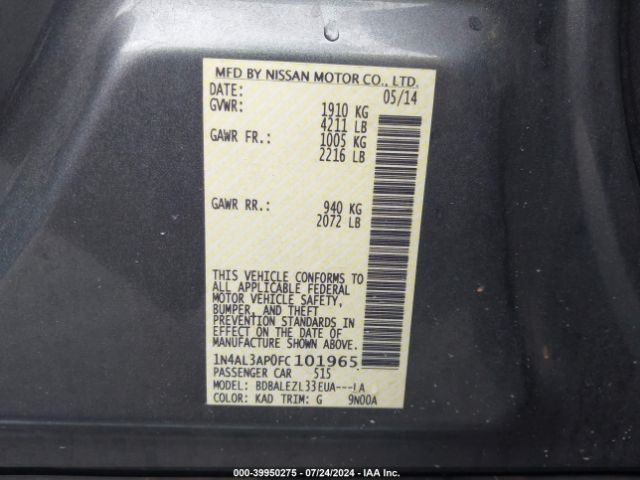 MFD BY NISSAN MOTOR CO., LTD.
DATE: 05/14
GVWR: 1910 KG
4211 LB
GAWR FR.: 1005 KG
2216 LB
GAWR RR.: 940 KG
2072 LB
THIS VEHICLE CONFORMS TO
ALL APPLICABLE FEDERAL
MOTOR VEHICLE SAFETY,
BUMPER, AND THEFT
PREVENTION STANDARDS IN
EFFECT ON THE DATE OF
MANUFACTURE SHOWN ABOVE.
1N4AL3AP0FC101965
PASSENGER CAR 515
MODEL: BDBALEZL33EUA---LA
COLOR: KAD TRIM: G 9N00A
000-39950275 - 07/24/2024 - IAA Inc.